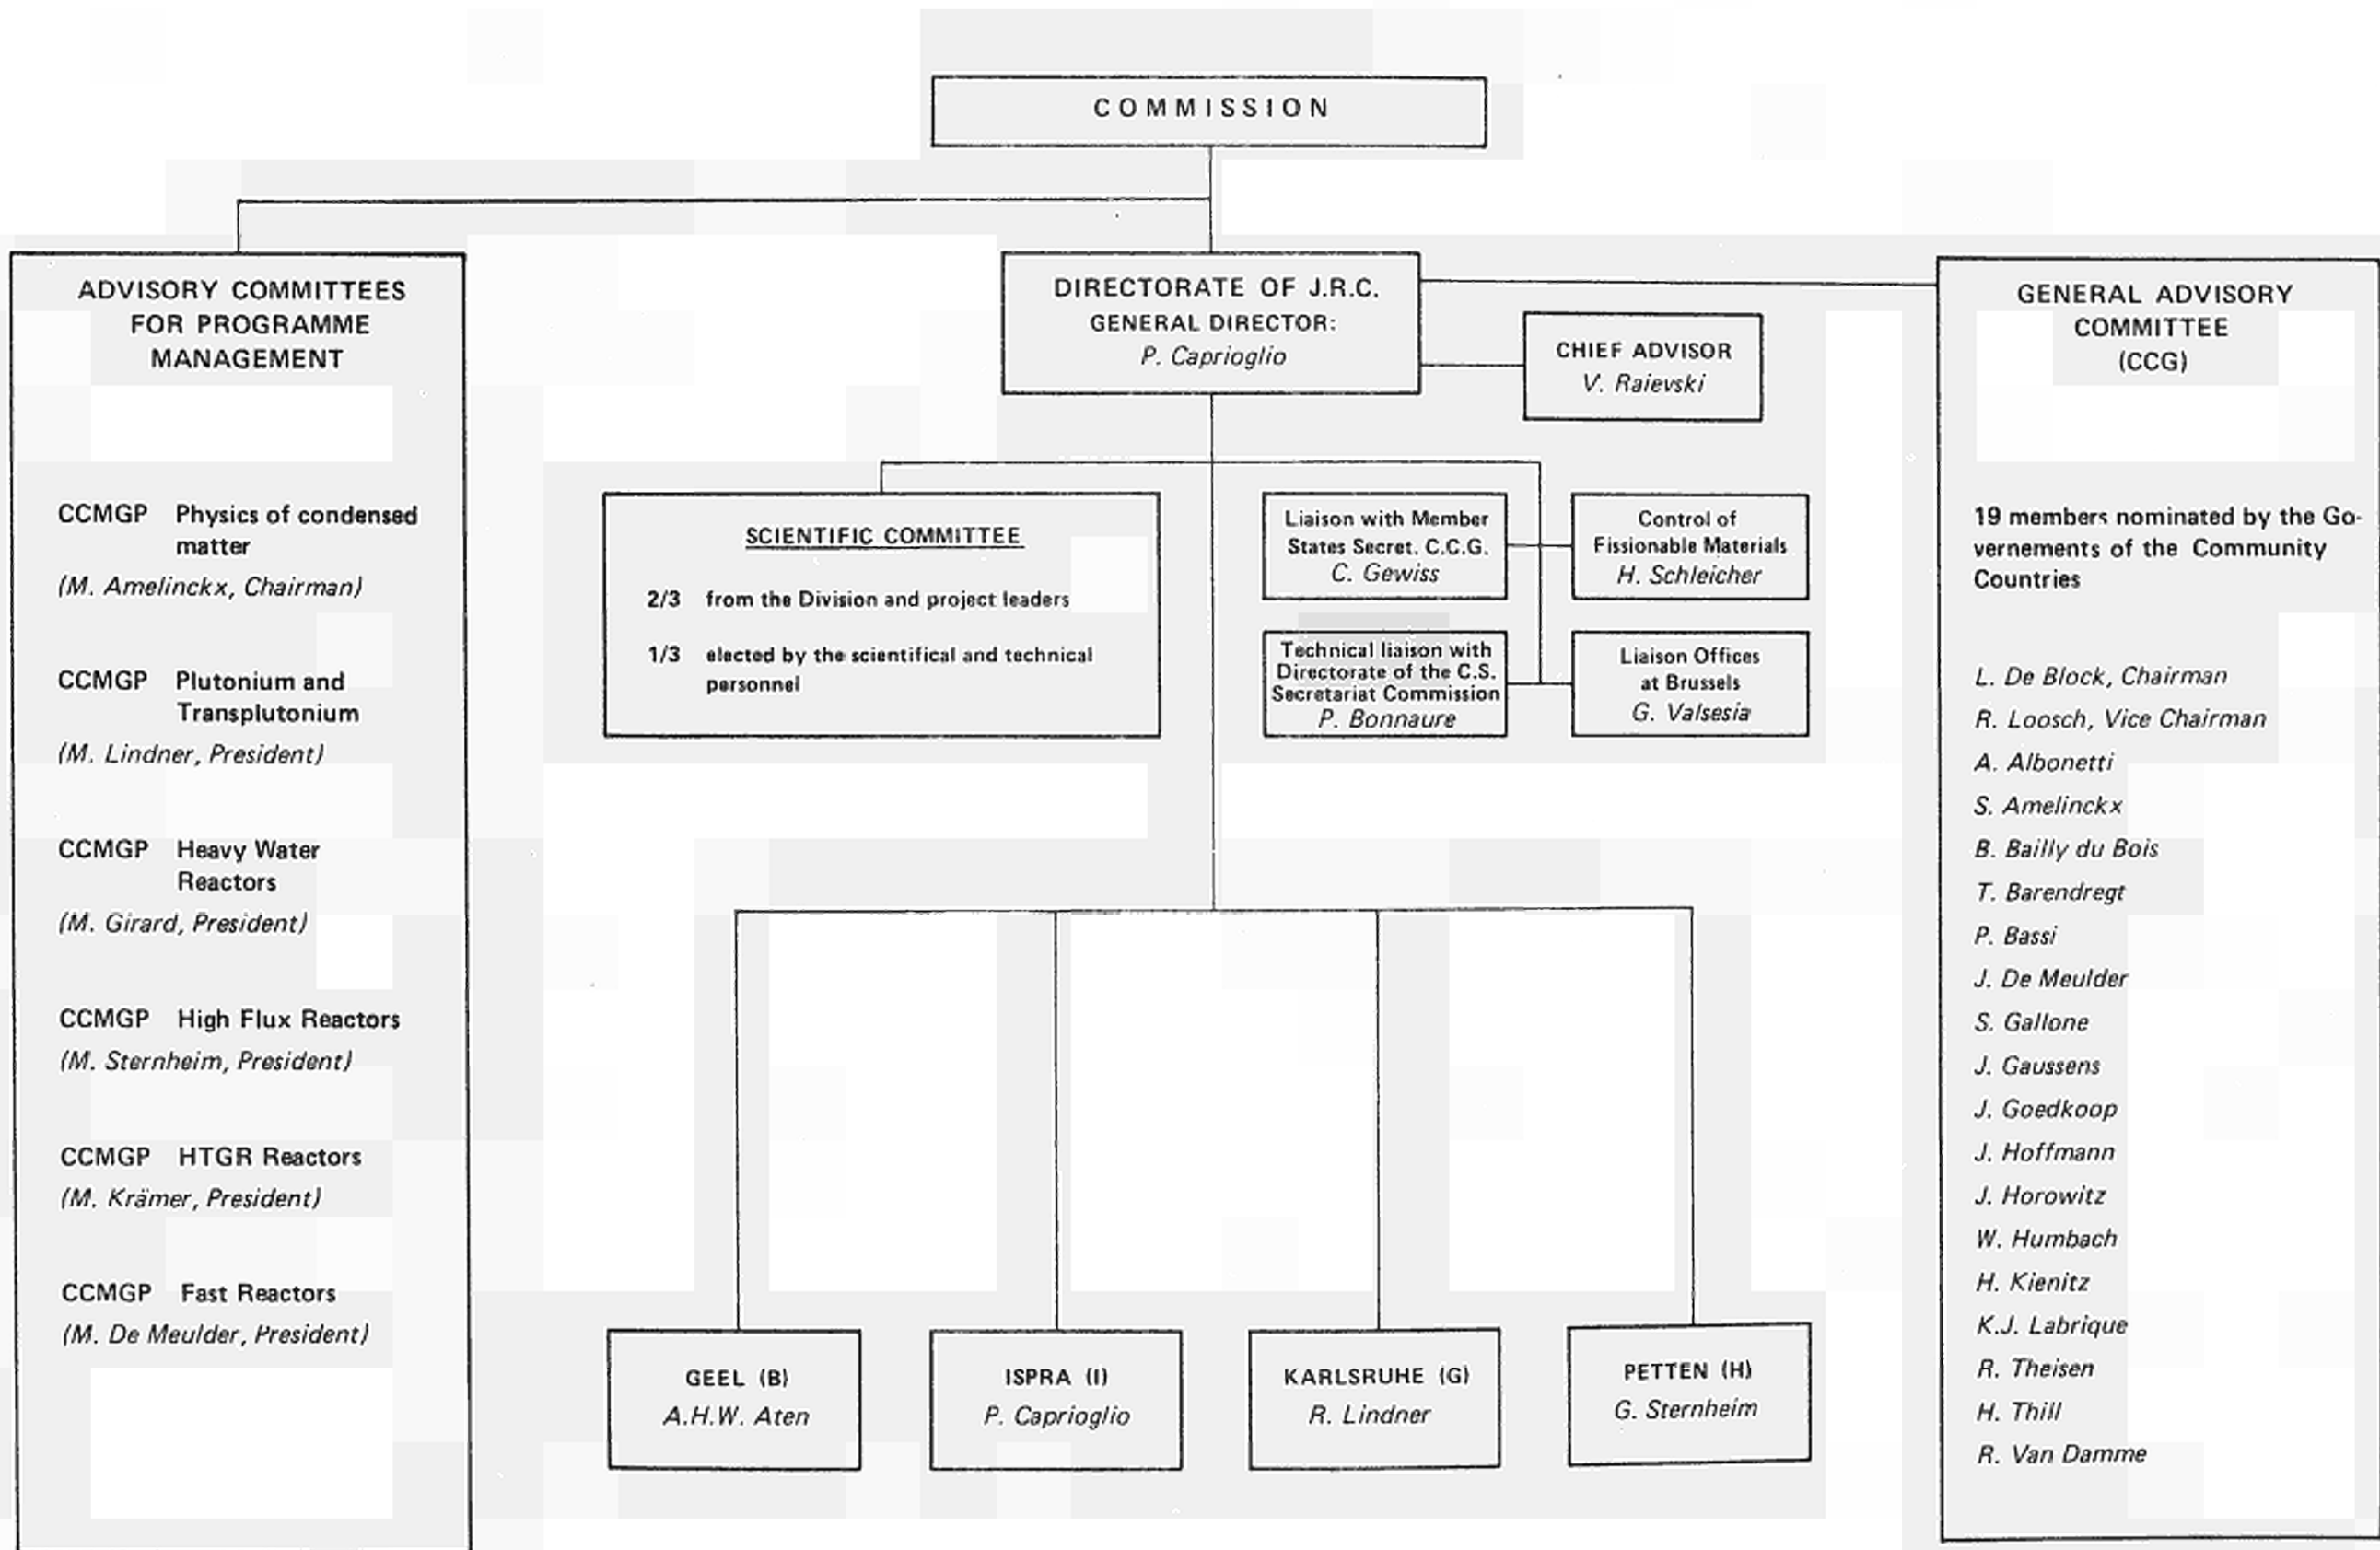 COMMISSION
ADVISORY COMMITTEES
FOR PROGRAMME
MANAGEMENT
CCMGP Physics of condensed
matter
(M. Amelinckx, Chairman)
CCMGP Plutonium and
Transplutonium
(M. Lindner, President)
CCMGP Heavy Water
Reactors
(M. Girard, President)
CCMGP High Flux Reactors
(M. Sternheim, President)
CCMGP HTGR Reactors
(M. Krämer, President)
CCMGP Fast Reactors
(M. De Meulder, President)
DIRECTORATE OF J.R.C.
GENERAL DIRECTOR:
P. Caprioglio
CHIEF ADVISOR
V. Raievski
SCIENTIFIC COMMITTEE
2/3 from the Division and project leaders
1/3 elected by the scientifical and technical
personnel
Liaison with Member
States Secret. C.C.G.
C. Gewiss
Control of
Fissionable Materials
H. Schleicher
Technical liaison with
Directorate of the C.S.
Secretariat Commission
P. Bonnaure
Liaison Offices
at Brussels
G. Valsesia
GEEL (B)
A.H.W. Aten
ISPRA (I)
P. Caprioglio
KARLSRUHE (G)
R. Lindner
PETTEN (H)
G. Sternheim
GENERAL ADVISORY
COMMITTEE
(CCG)
19 members nominated by the Go-
vernements of the Community
Countries
L. De Block, Chairman
R. Loosch, Vice Chairman
A. Albonetti
S. Amelinckx
B. Bailly du Bois
T. Barendregt
P. Bassi
J. De Meulder
S. Gallone
J. Gaussens
J. Goedkoop
J. Hoffmann
J. Horowitz
W. Humbach
H. Kienitz
K.J. Labrique
R. Theisen
H. Thill
R. Van Damme